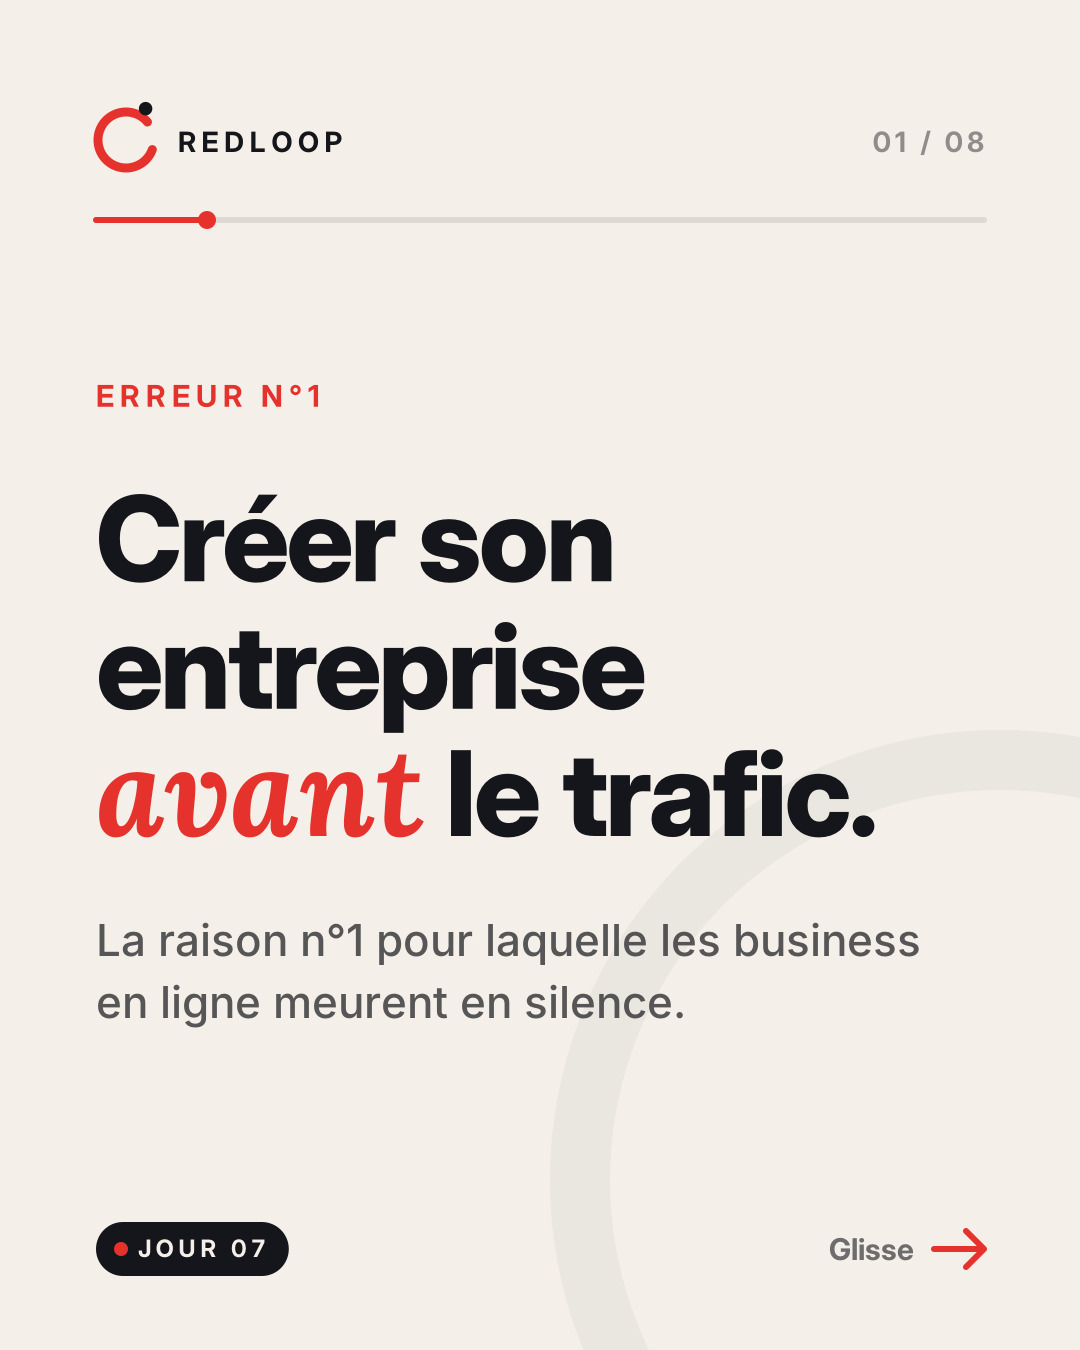 REDLOOP
01 / 08
ERREUR N°1
Créer son
entreprise
avant le trafic.
La raison n°1 pour laquelle les business
en ligne meurent en silence.
JOUR 07
Glisse